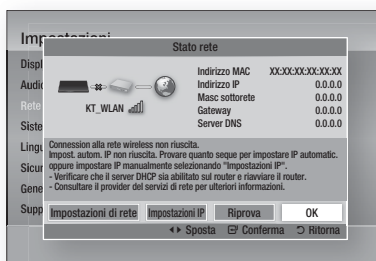 Impostazioni
Stato rete
Displ
Audio
Rete
Siste
Lingu
Sicur
Gene
Supp
KT_WLAN
Indirizzo MAC XX:XX:XX:XX:XX:XX
Indirizzo IP 0.0.0.0
Masc sottorete 0.0.0.0
Gateway 0.0.0.0
Server DNS 0.0.0.0
Connessione alla rete wireless non riuscita.
Impost. autom. IP non riuscita. Provare quanto seque per impostare IP automatic.
oppure impostare IP manualmente selezionando "Impostazioni IP".
- Verificare che il server DHCP sia abilitato sul router e riavviare il router.
- Consultare il provider del servizi di rete per ulteriori informazioni.
Impostazioni di rete Impostazioni IP Riprova OK
Sposta Conferma Ritorna